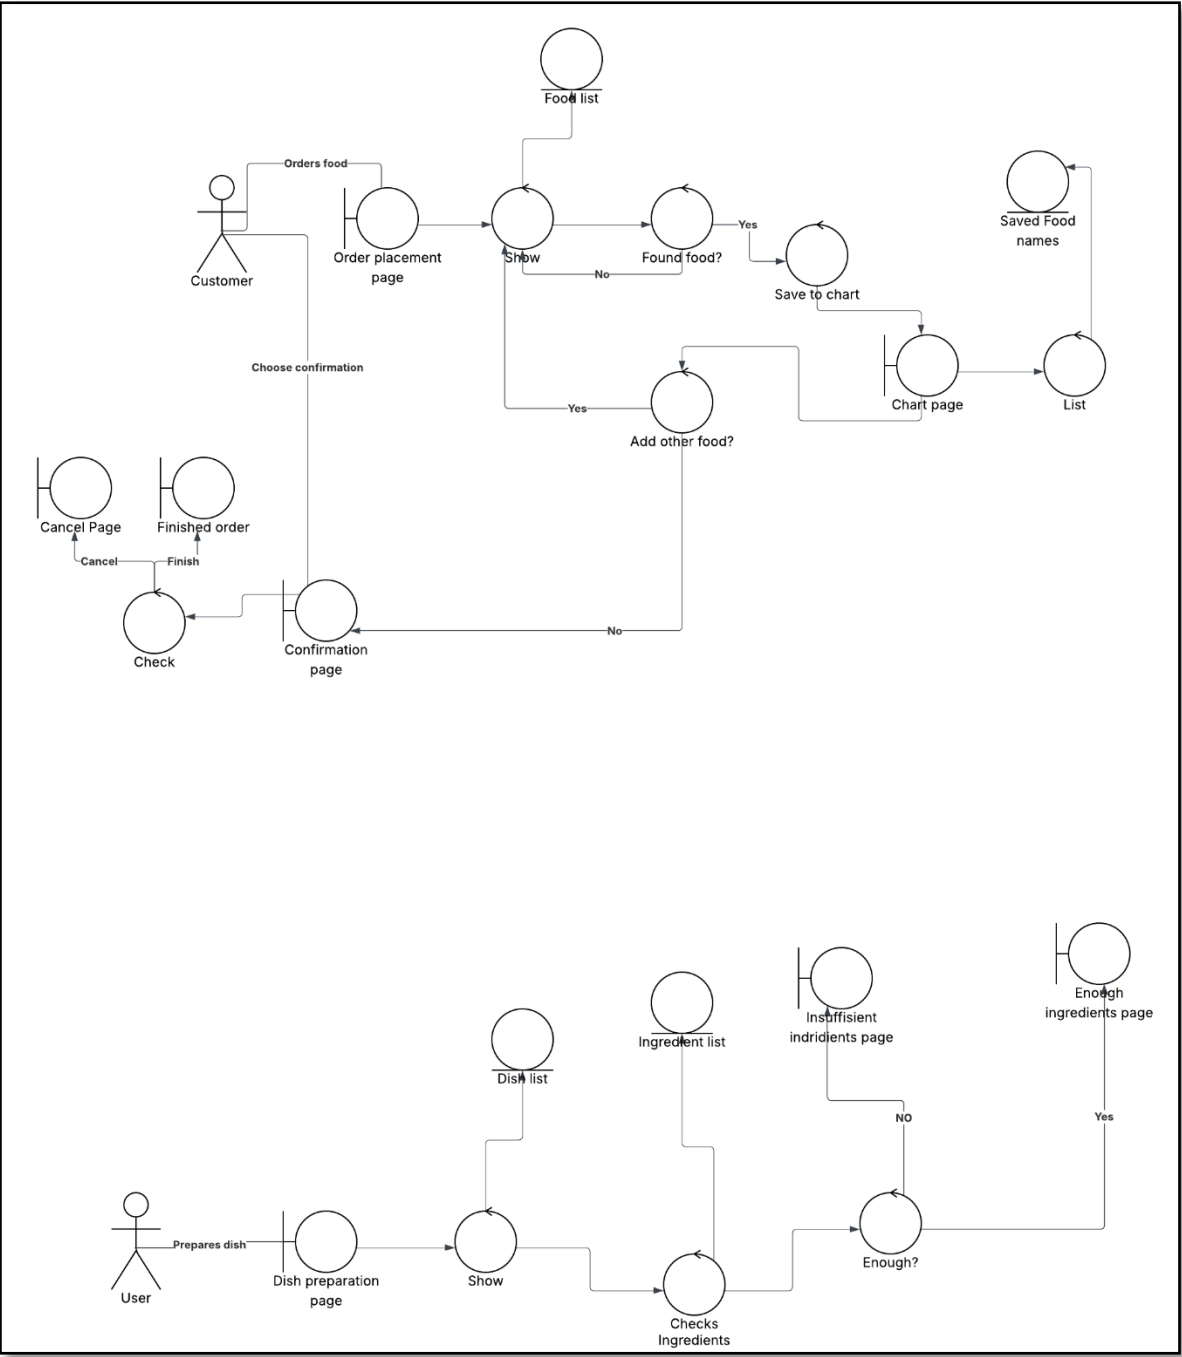 Food list
Orders food
Customer
Order placement
page
Show
Found food?
No
Yes
Save to chart
Saved Food
names
Choose confirmation
Yes
Add other food?
Chart page
List
Cancel Page
Finished order
Cancel
Finish
Check
Confirmation
page
No
Enough
ingredients page
Insuffisient
indridients page
Ingredient list
Dish list
NO
Yes
Prepares dish
User
Dish preparation
page
Show
Checks
Ingredients
Enough?